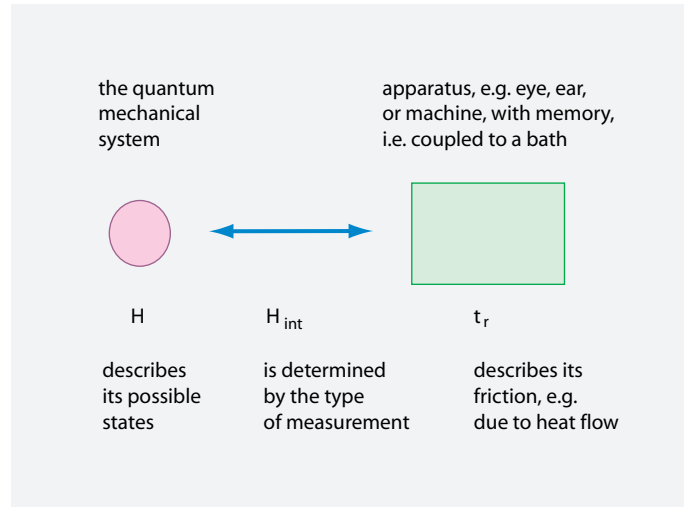 the quantum
mechanical
system
apparatus, e.g. eye, ear,
or machine, with memory,
i.e. coupled to a bath
H
H int
t r
describes
its possible
states
is determined
by the type
of measurement
describes its
friction, e.g.
due to heat flow